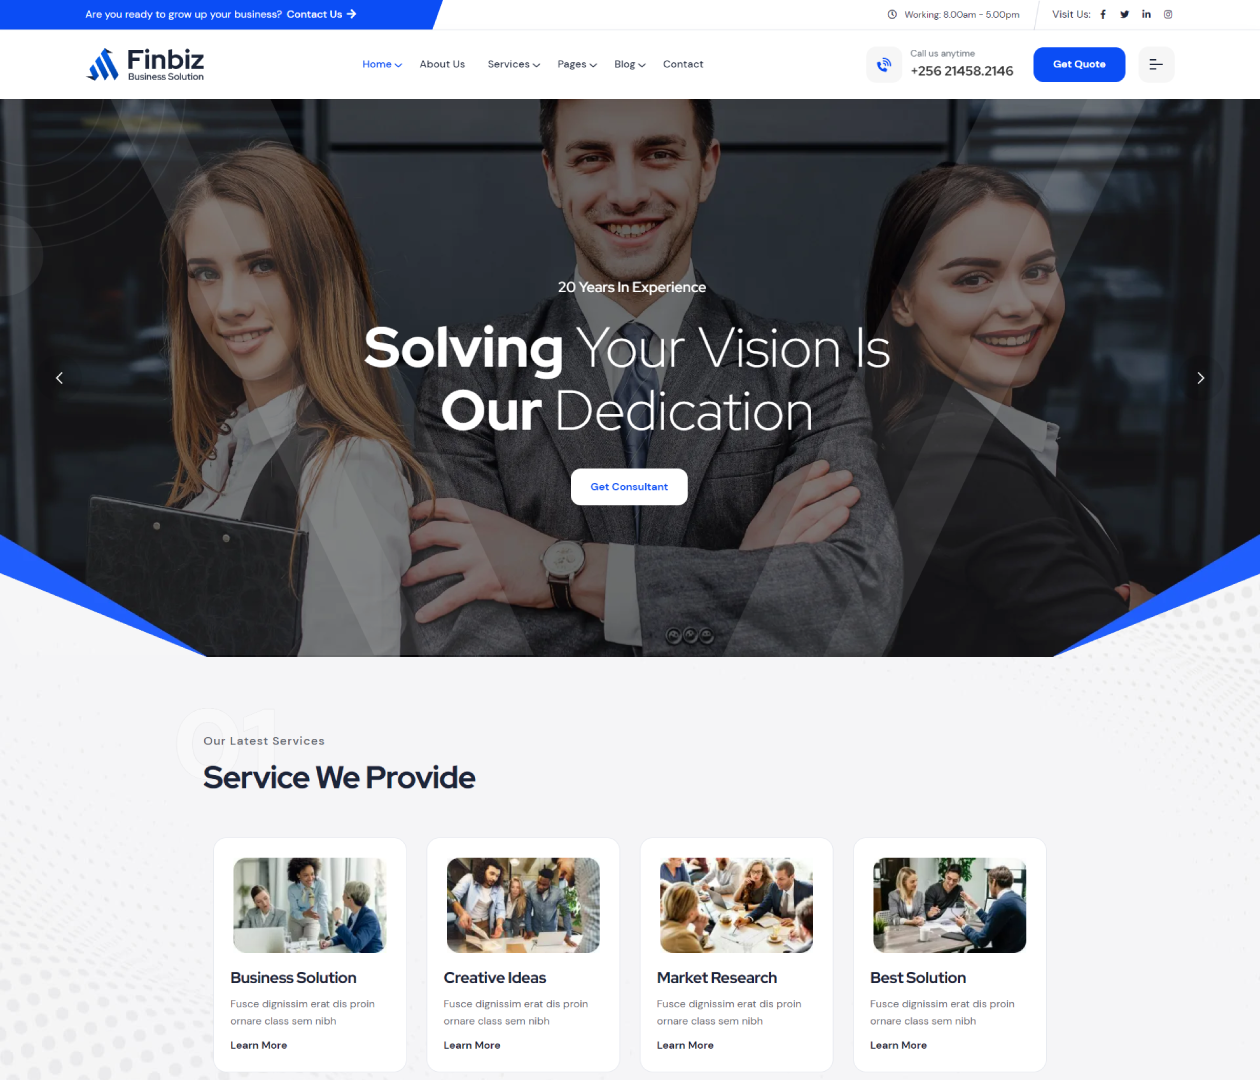 Are you ready to grow up your business? Contact Us
Working: 8.00am - 5.00pm
Visit Us:
Finbiz
Business Solution
Home
About Us
Services
Pages
Blog
Contact
Call us anytime
+256 21458.2146
Get Quote
20 Years In Experience
Solving Your Vision Is
Our Dedication
Get Consultant
01
Our Latest Services
Service We Provide
Business Solution
Fusce dignissim erat dis proin
ornare class sem nibh
Learn More
Creative Ideas
Fusce dignissim erat dis proin
ornare class sem nibh
Learn More
Market Research
Fusce dignissim erat dis proin
ornare class sem nibh
Learn More
Best Solution
Fusce dignissim erat dis proin
ornare class sem nibh
Learn More